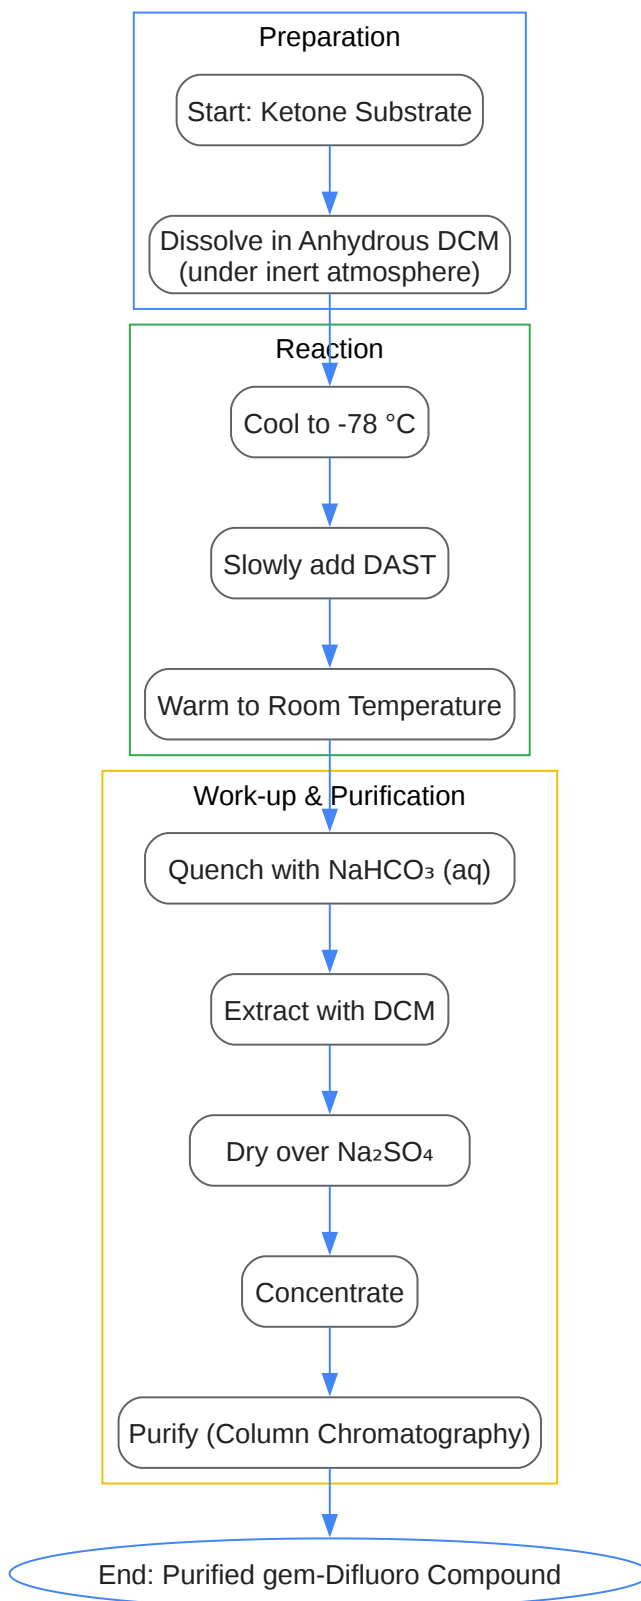 Preparation
Start: Ketone Substrate
Dissolve in Anhydrous DCM
(under inert atmosphere)
Reaction
Cool to -78 °C
Slowly add DAST
Warm to Room Temperature
Work-up & Purification
Quench with NaHCO₃ (aq)
Extract with DCM
Dry over Na₂SO₄
Concentrate
Purify (Column Chromatography)
End: Purified gem-Difluoro Compound